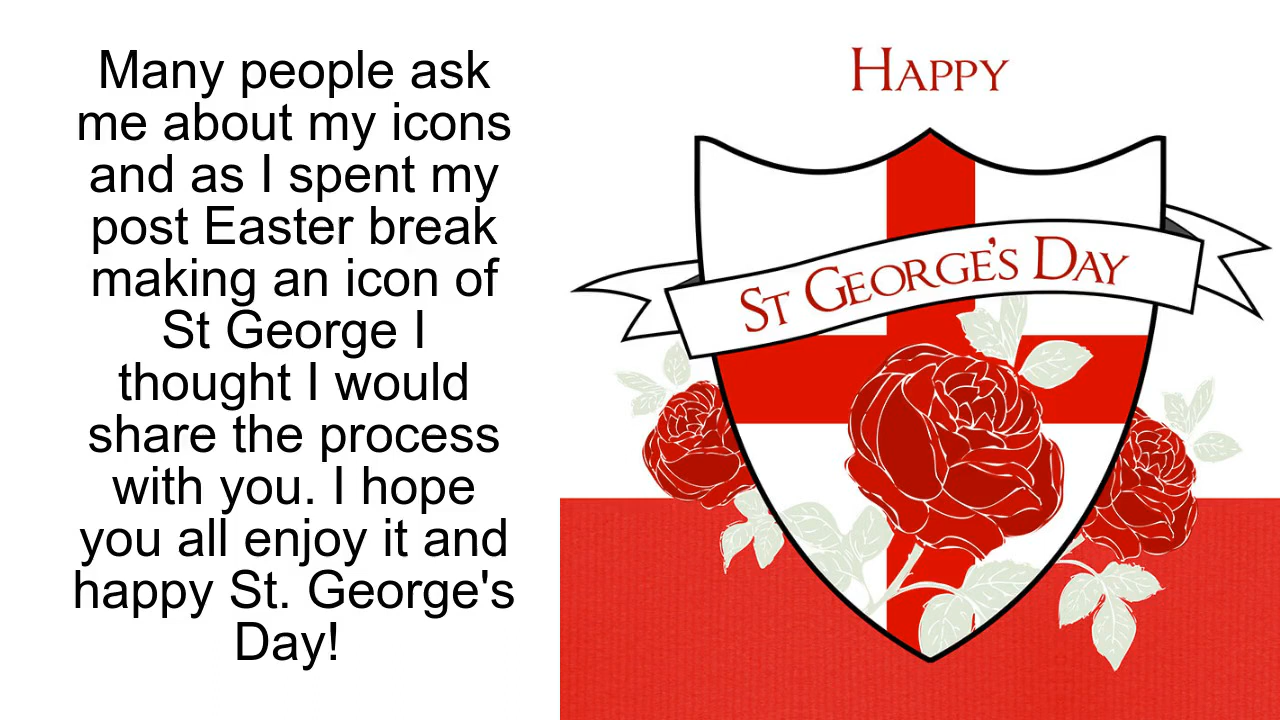 Many people ask
me about my icons
and as I spent my
post Easter break
making an icon of
St George I
thought I would
share the process
with you. I hope
you all enjoy it and
happy St. George's
Day!
HAPPY
ST GEORGE'S DAY